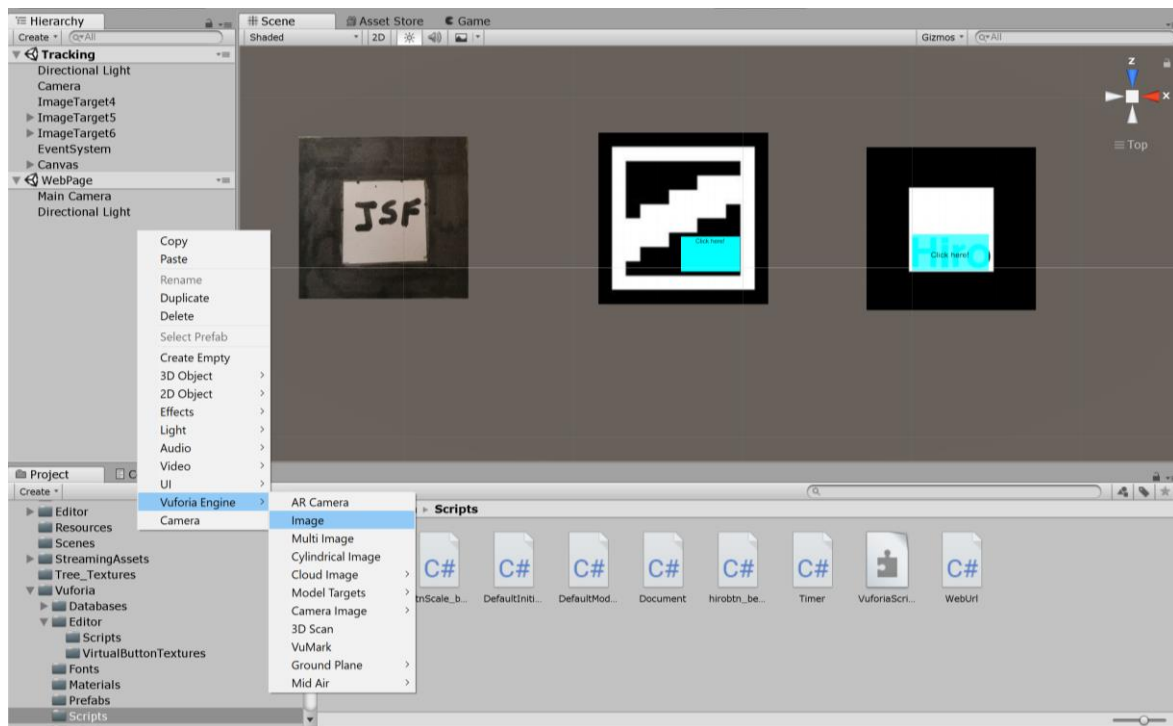 Hierarchy
Create
All
Tracking
Directional Light
Camera
ImageTarget4
ImageTarget5
ImageTarget6
EventSystem
Canvas
WebPage
Main Camera
Directional Light
Scene
Asset Store
Game
Shaded
2D
Gizmos
All
z
x
Top
JSF
Click here!
Hiro
Click here!
Copy
Paste
Rename
Duplicate
Delete
Select Prefab
Create Empty
3D Object
2D Object
Effects
Light
Audio
Video
UI
Vuforia Engine
Camera
AR Camera
Image
Multi Image
Cylindrical Image
Cloud Image
Model Targets
Camera Image
3D Scan
VuMark
Ground Plane
Mid Air
Project
Create
Editor
Resources
Scenes
StreamingAssets
Tree_Textures
Vuforia
Databases
Editor
Scripts
VirtualButtonTextures
Fonts
Materials
Prefabs
Scripts
Scripts
C# C# C# C# C# C# C#
tnScale_b... DefaultIniti... DefaultMod... Document hirobtn_be... Timer VuforiaScri... WebUrl